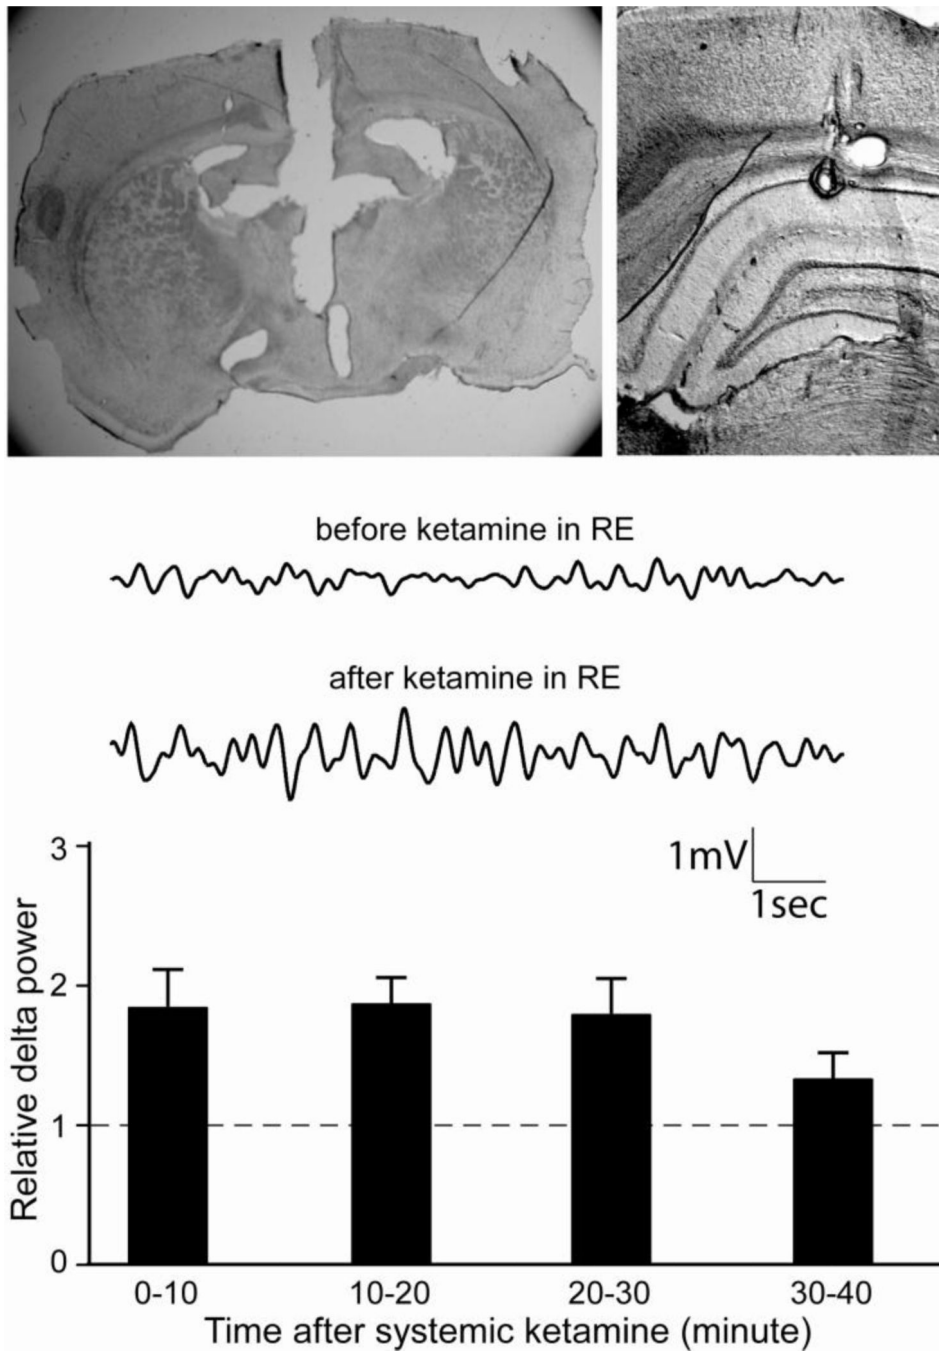 before ketamine in RE
after ketamine in RE
1mV
1sec
Relative delta power
3
2
1
0
0-10
10-20
20-30
30-40
Time after systemic ketamine (minute)